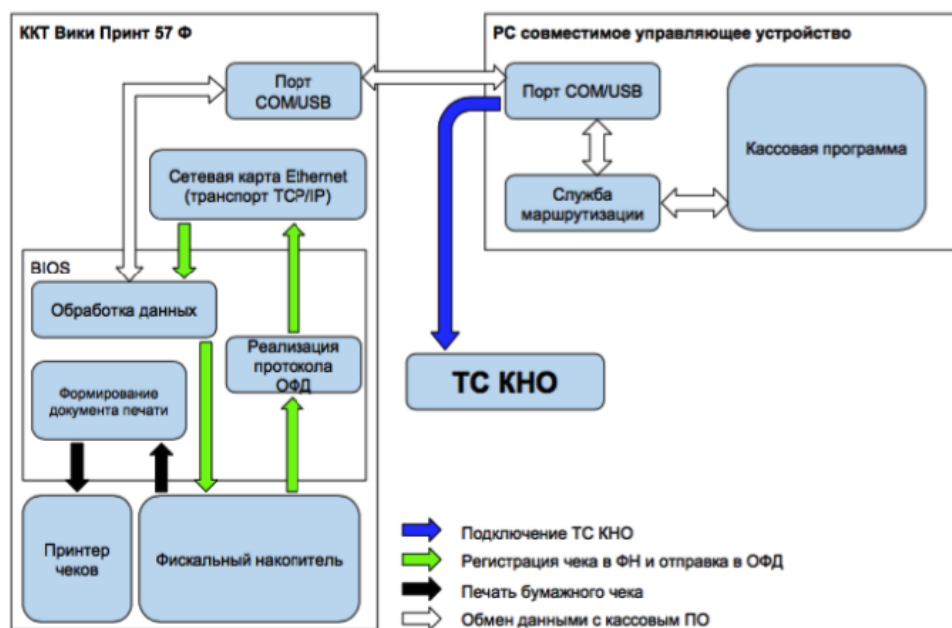 ККТ Вики Принт 57 Ф
Порт
COM/USB
Сетевая карта Ethernet
(транспорт TCP/IP)
BIOS
Обработка данных
Реализация
протокола
ОФД
Формирование
документа печати
Принтер
чеков
Фискальный накопитель
PC совместимое управляющее устройство
Порт COM/USB
Кассовая программа
Служба
маршрутизации
ТС КНО
Подключение ТС КНО
Регистрация чека в ФН и отправка в ОФД
Печать бумажного чека
Обмен данными с кассовым ПО